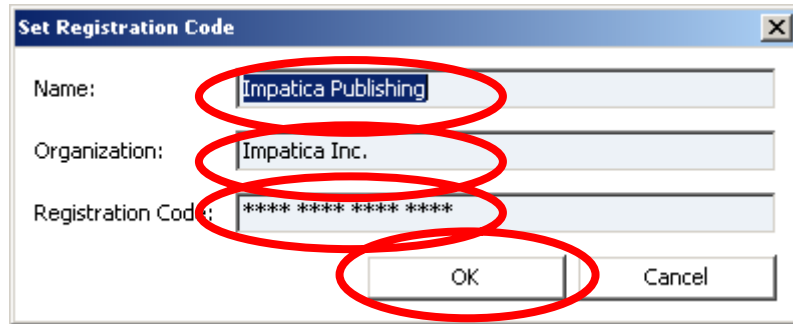 Set Registration Code
Name: Impatica Publishing
Organization: Impatica Inc.
Registration Code: **** **** **** ****
OK Cancel